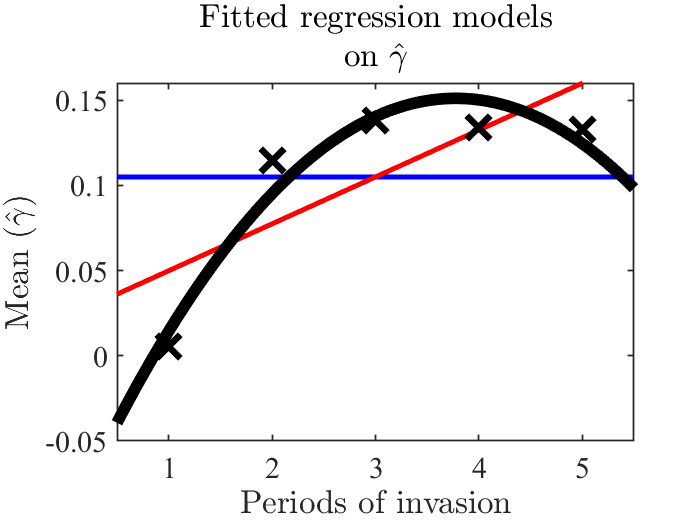 Fitted regression models
on γ̂
0.15
0.1
0.05
0
-0.05
Mean (γ̂)
1 2 3 4 5
Periods of invasion